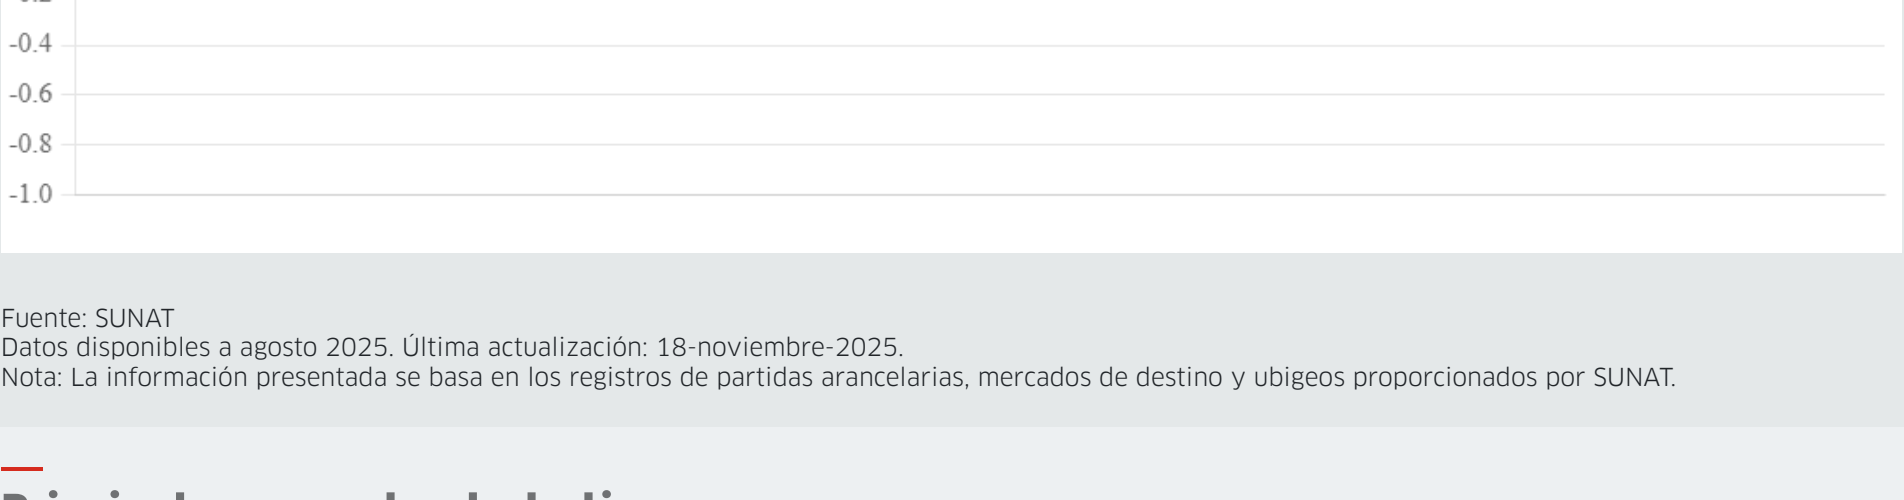 -0.4
-0.6
-0.8
-1.0
Fuente: SUNAT
Datos disponibles a agosto 2025. Última actualización: 18-noviembre-2025.
Nota: La información presentada se basa en los registros de partidas arancelarias, mercados de destino y ubigeos proporcionados por SUNAT.